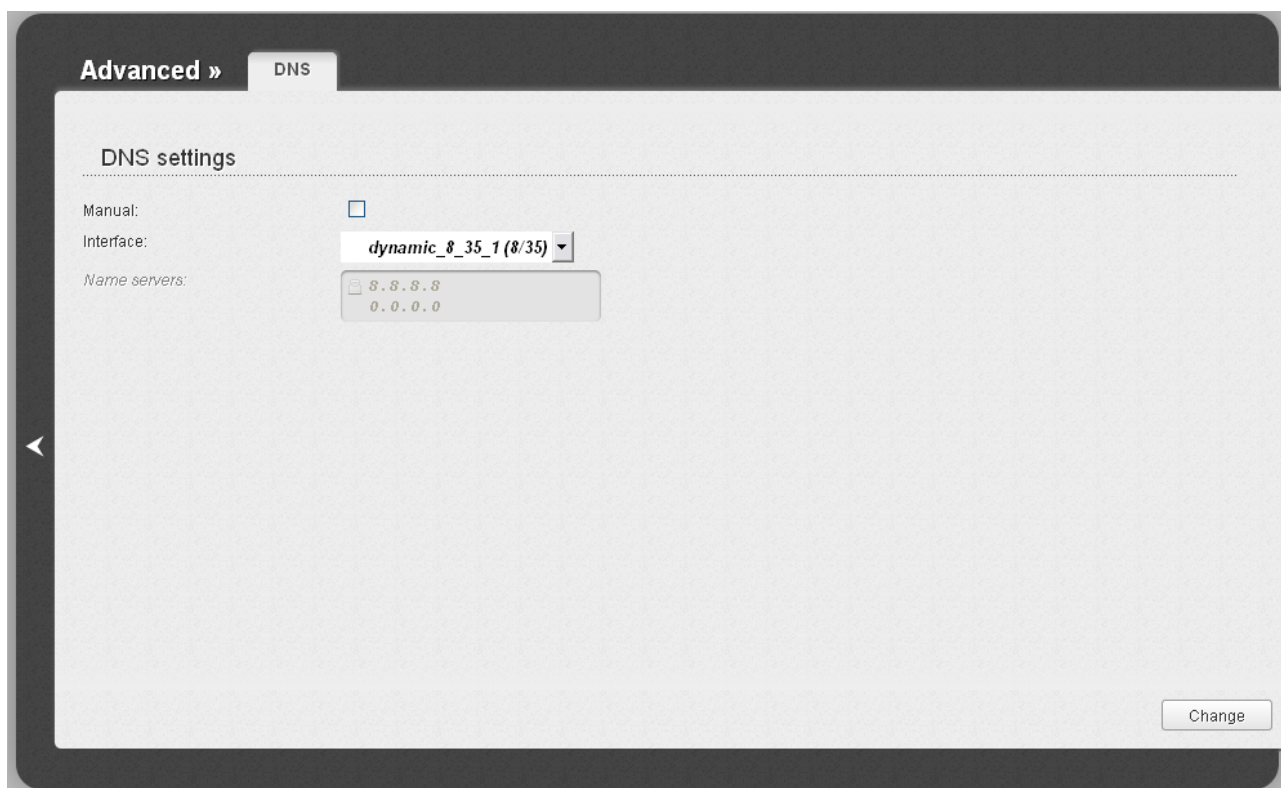 Advanced » DNS
DNS settings
Manual:
Interface: dynamic_8_35_1 (8/35)
Name servers: 8.8.8.8
0.0.0.0
Change